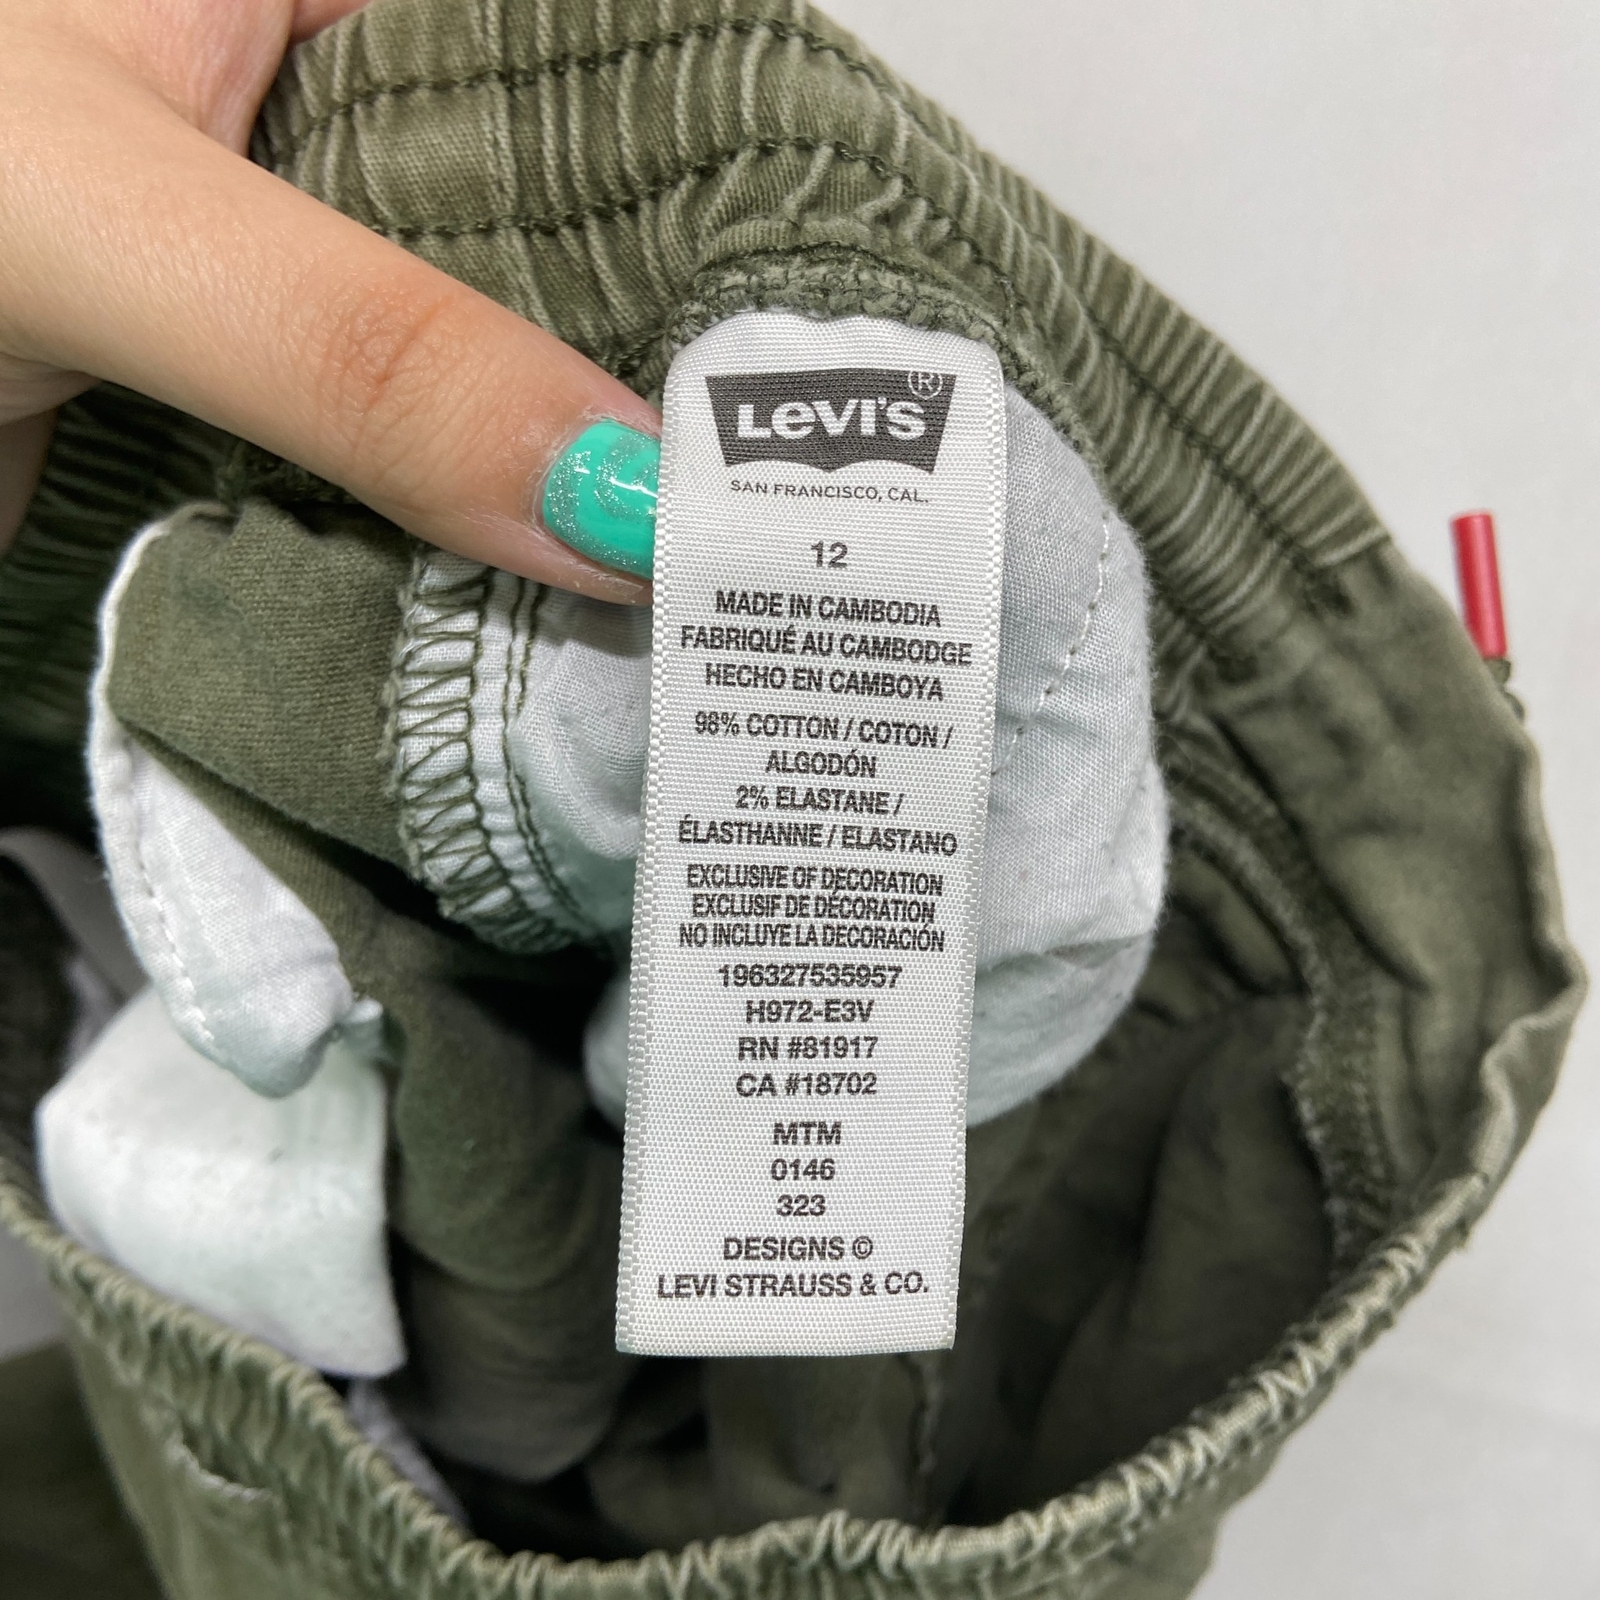 Levi's®
SAN FRANCISCO, CAL.
12
MADE IN CAMBODIA
FABRIQUÉ AU CAMBODGE
HECHO EN CAMBOYA
98% COTTON / COTON /
ALGODÓN
2% ELASTANE /
ÉLASTHANNE / ELASTANO
EXCLUSIVE OF DECORATION
EXCLUSIF DE DÉCORATION
NO INCLUYE LA DECORACIÓN
196327535957
H972-E3V
RN #81917
CA #18702
MTM
0146
323
DESIGNS ©
LEVI STRAUSS & CO.